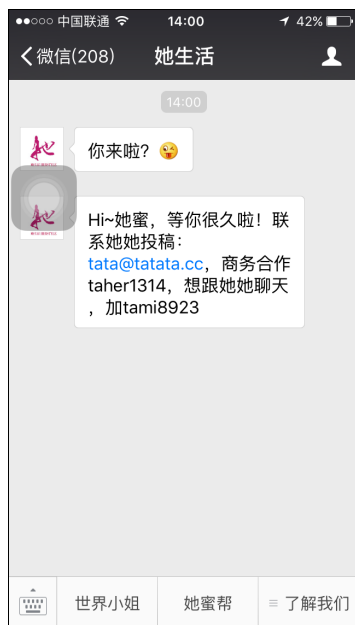 中国联通 14:00 42%
微信(208) 她生活
14:00
你来啦?
Hi~她蜜，等你很久啦！联
系她她投稿：
tata@tatata.cc，商务合作
taher1314，想跟她她聊天
，加tami8923
世界小姐 她蜜帮 了解我们